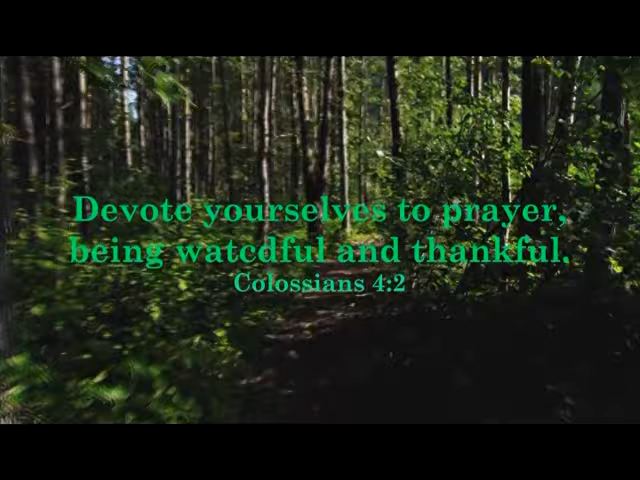 Devote yourselves to prayer,
being watcdful and thankful.
Colossians 4:2